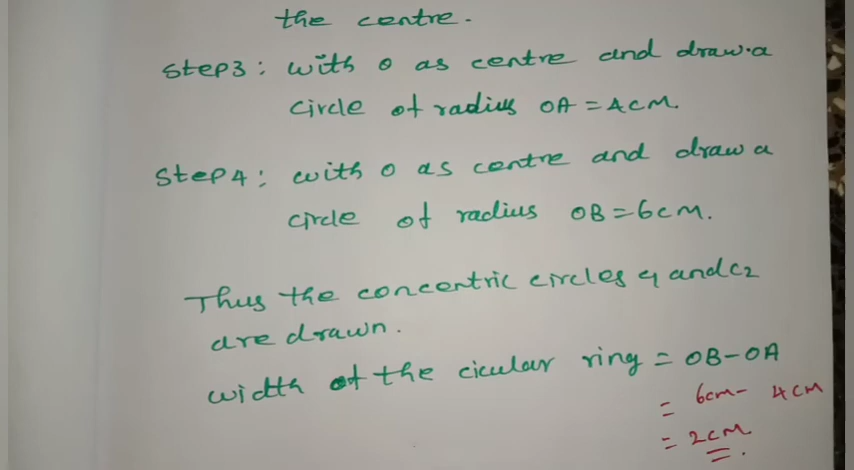 the centre.
Step3: with o as centre and draw.a
circle of radius OA = 4cm.
Step4: with o as centre and draw a
circle of radius OB = 6cm.
Thus the concentric circles c1 and c2
are drawn.
width of the cicular ring = OB-OA
= 6cm- 4cm
= 2cm.